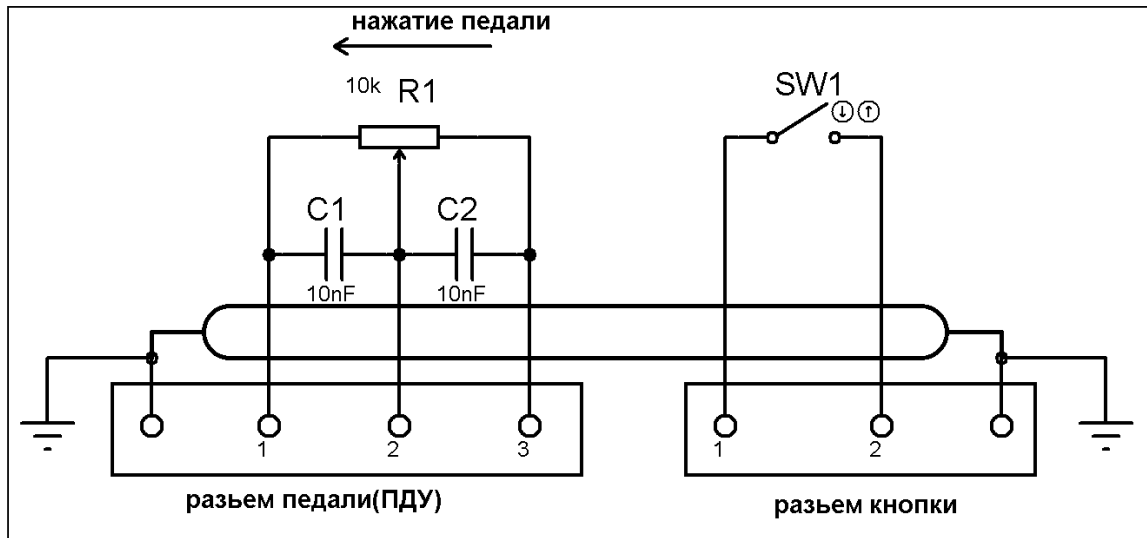 нажатие педали
10k R1
SW1
C1 C2
10nF 10nF
1 2 3
1 2
разьем педали(ПДУ)
разьем кнопки